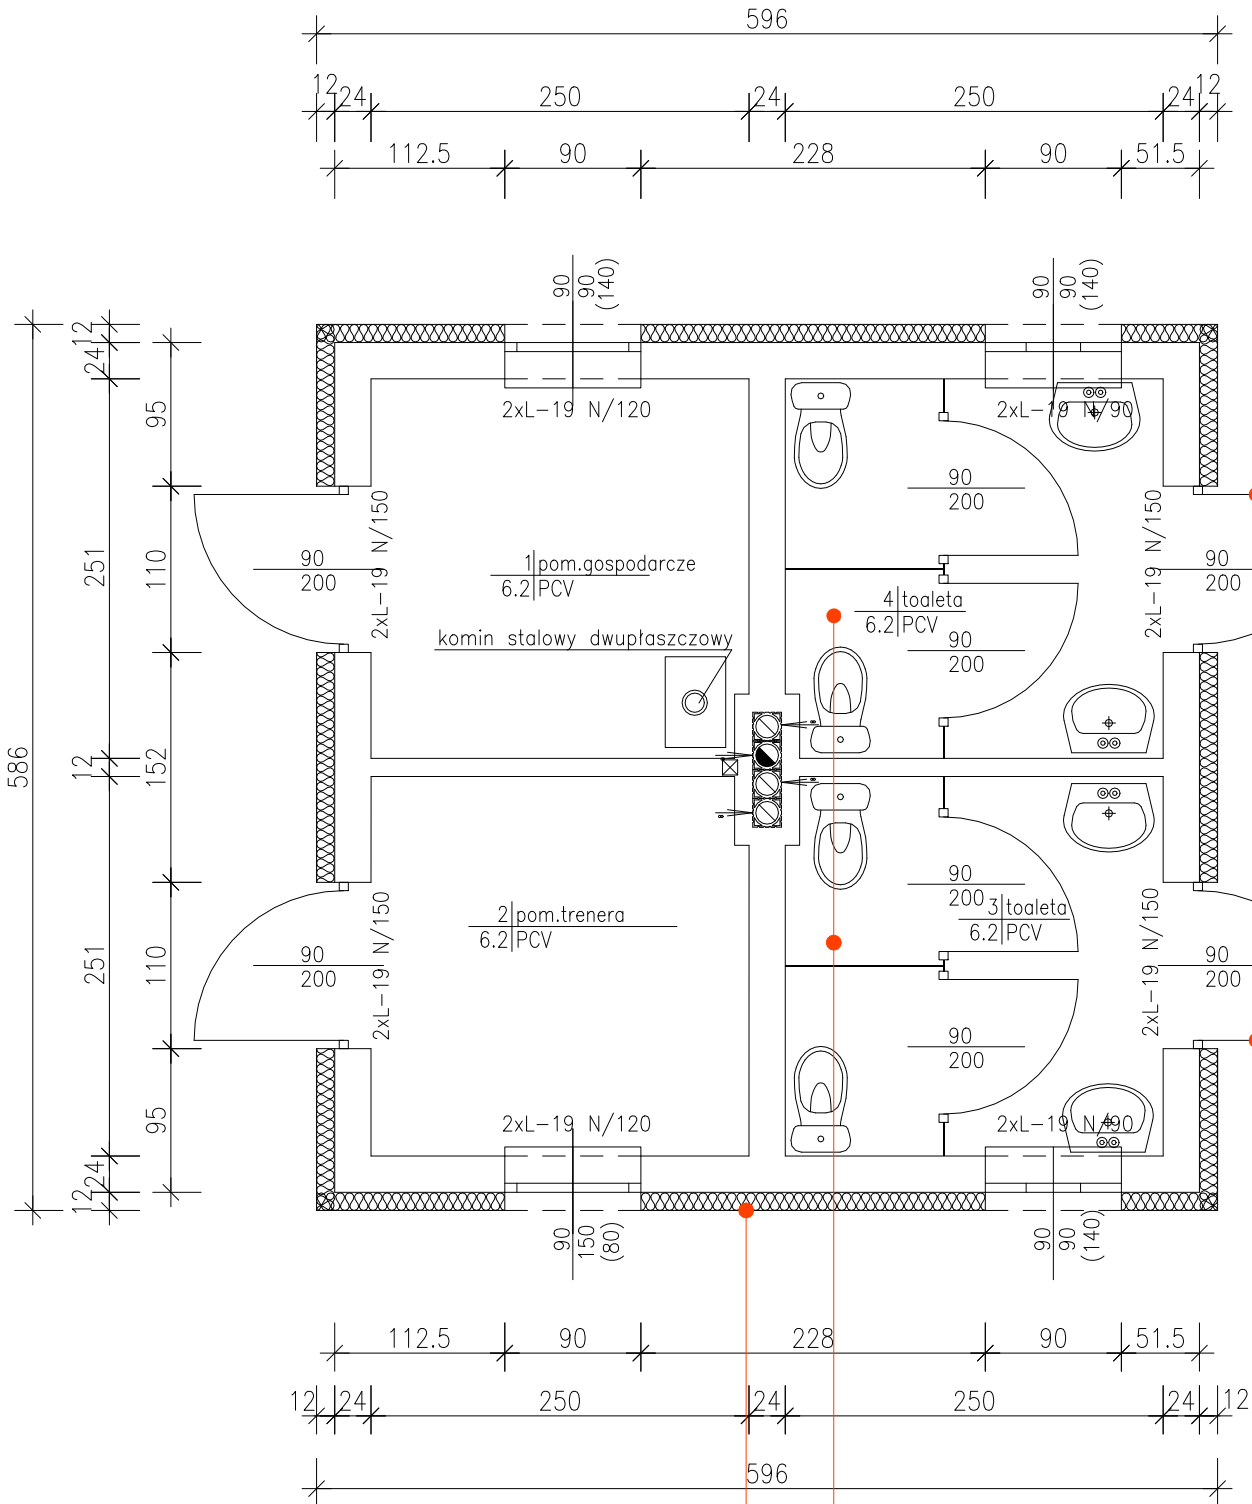 596
12 24 250 24 250 24 12
112.5 90 228 90 51.5
90
90
(140)
90
90
(140)
12
24
95
2xL-19 N/120
2xL-19 N/90
90
200
2xL-19 N/150
2xL-19 N/150
251
110
90
200
1 pom.gospodarcze
6.2 PCV
90
200
4 toaleta
6.2 PCV
komin stalowy dwupłaszczowy
90
200
586
12
152
90
200
2 pom.trenera
6.2 PCV
3 toaleta
6.2 PCV
2xL-19 N/150
2xL-19 N/150
251
110
90
200
90
200
90
200
95
2xL-19 N/120
2xL-19 N/90
24
12
90
150
(80)
90
90
(140)
112.5 90 228 90 51.5
12 24 250 24 250 24 12
596